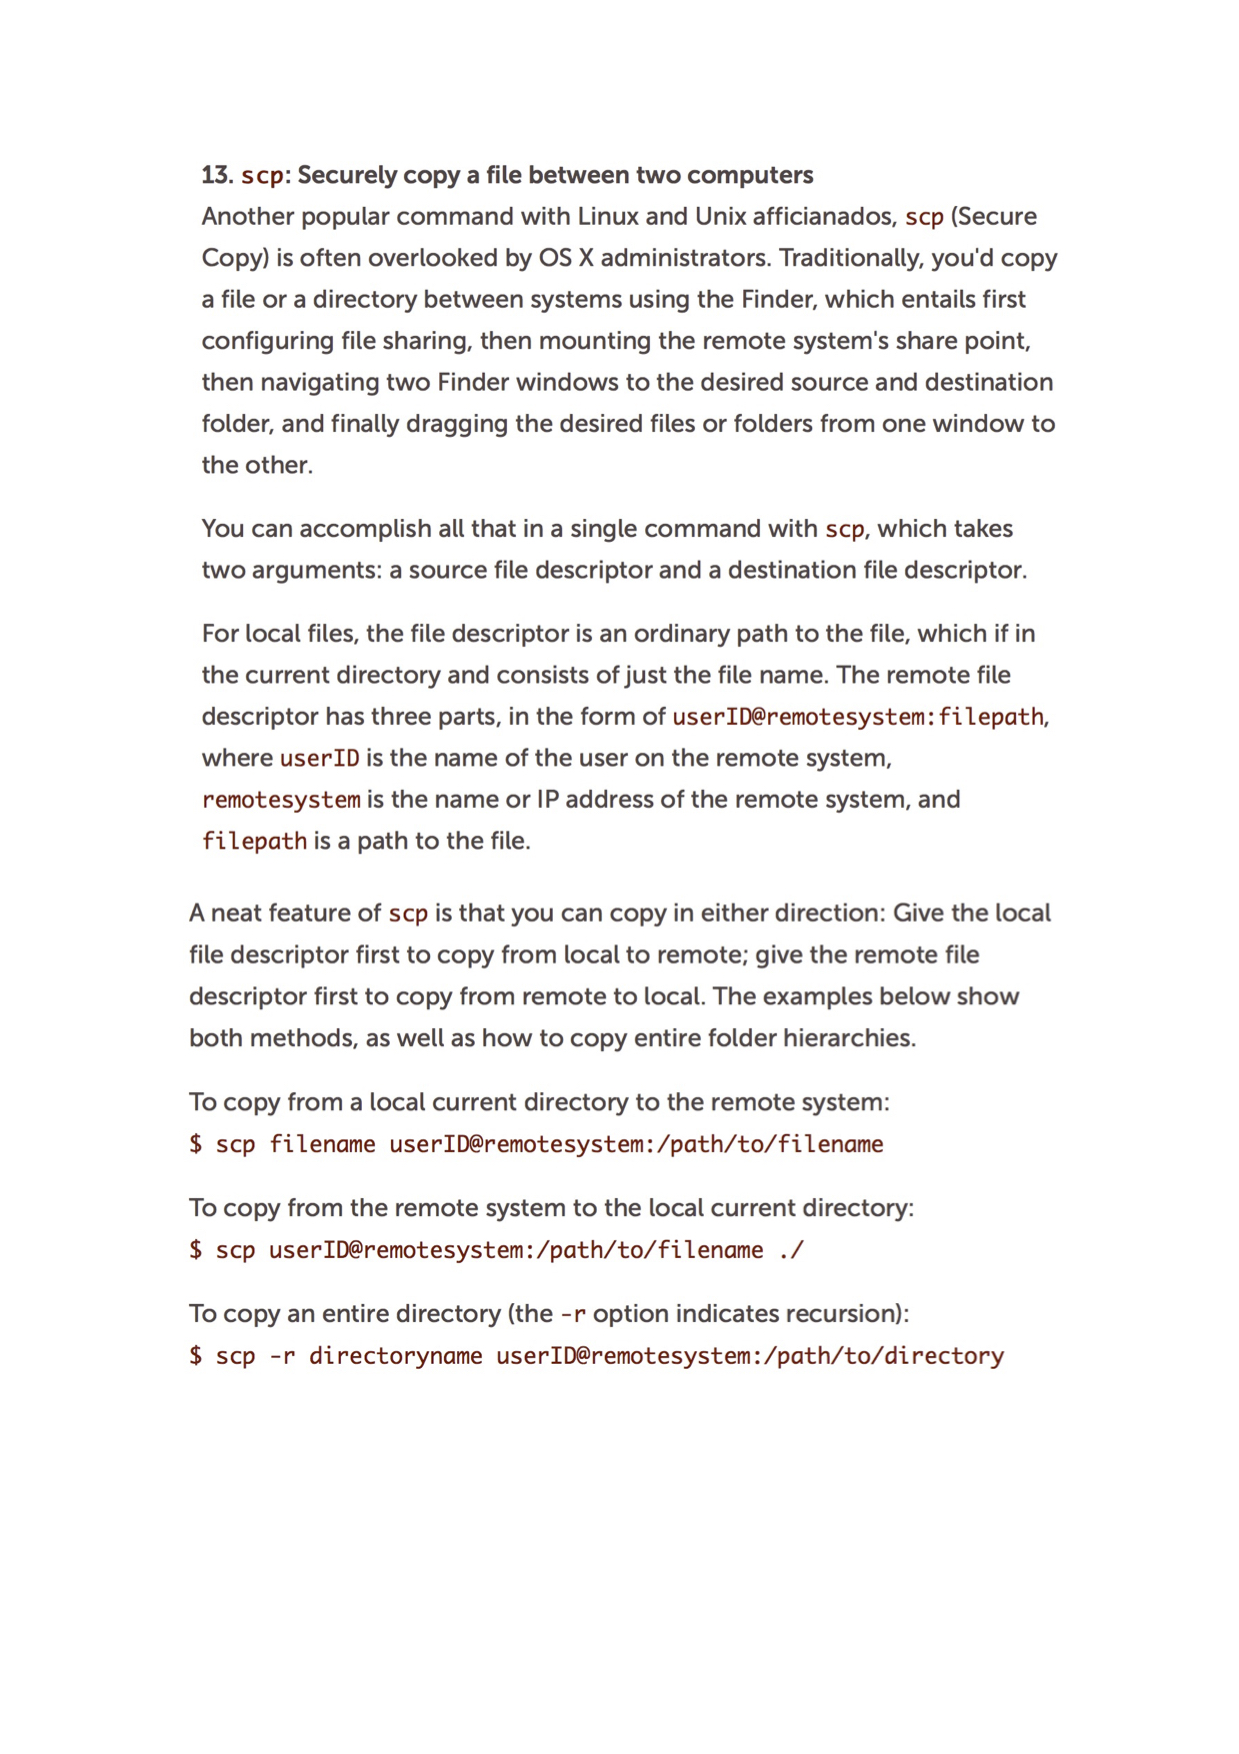 13. scp: Securely copy a file between two computers
Another popular command with Linux and Unix afficianados, scp (Secure
Copy) is often overlooked by OS X administrators. Traditionally, you'd copy
a file or a directory between systems using the Finder, which entails first
configuring file sharing, then mounting the remote system's share point,
then navigating two Finder windows to the desired source and destination
folder, and finally dragging the desired files or folders from one window to
the other.
You can accomplish all that in a single command with scp, which takes
two arguments: a source file descriptor and a destination file descriptor.
For local files, the file descriptor is an ordinary path to the file, which if in
the current directory and consists of just the file name. The remote file
descriptor has three parts, in the form of userID@remotesystem:filepath,
where userID is the name of the user on the remote system,
remotesystem is the name or IP address of the remote system, and
filepath is a path to the file.
A neat feature of scp is that you can copy in either direction: Give the local
file descriptor first to copy from local to remote; give the remote file
descriptor first to copy from remote to local. The examples below show
both methods, as well as how to copy entire folder hierarchies.
To copy from a local current directory to the remote system:
$ scp filename userID@remotesystem:/path/to/filename
To copy from the remote system to the local current directory:
$ scp userID@remotesystem:/path/to/filename ./
To copy an entire directory (the -r option indicates recursion):
$ scp -r directoryname userID@remotesystem:/path/to/directory